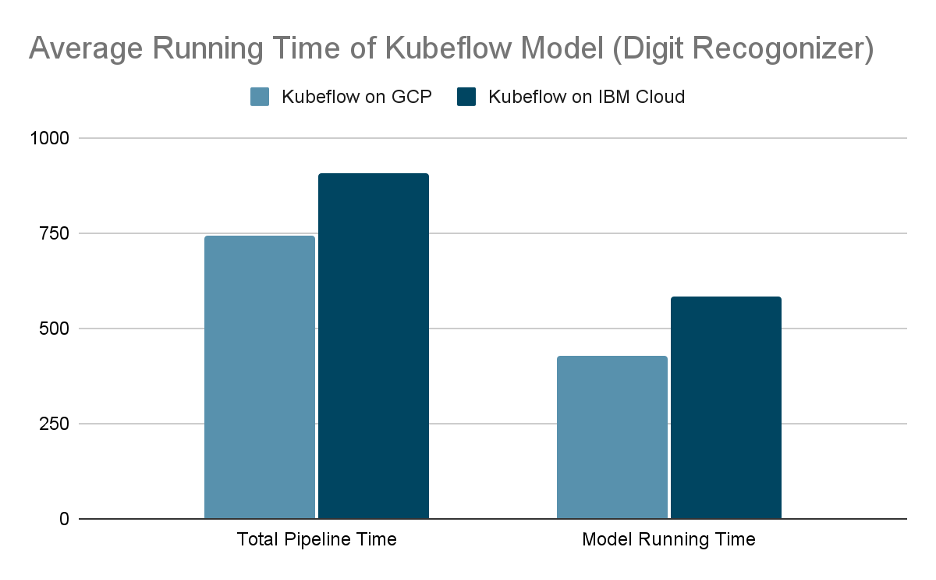 Average Running Time of Kubeflow Model (Digit Recogonizer)
Kubeflow on GCP Kubeflow on IBM Cloud
1000
750
500
250
0
Total Pipeline Time Model Running Time